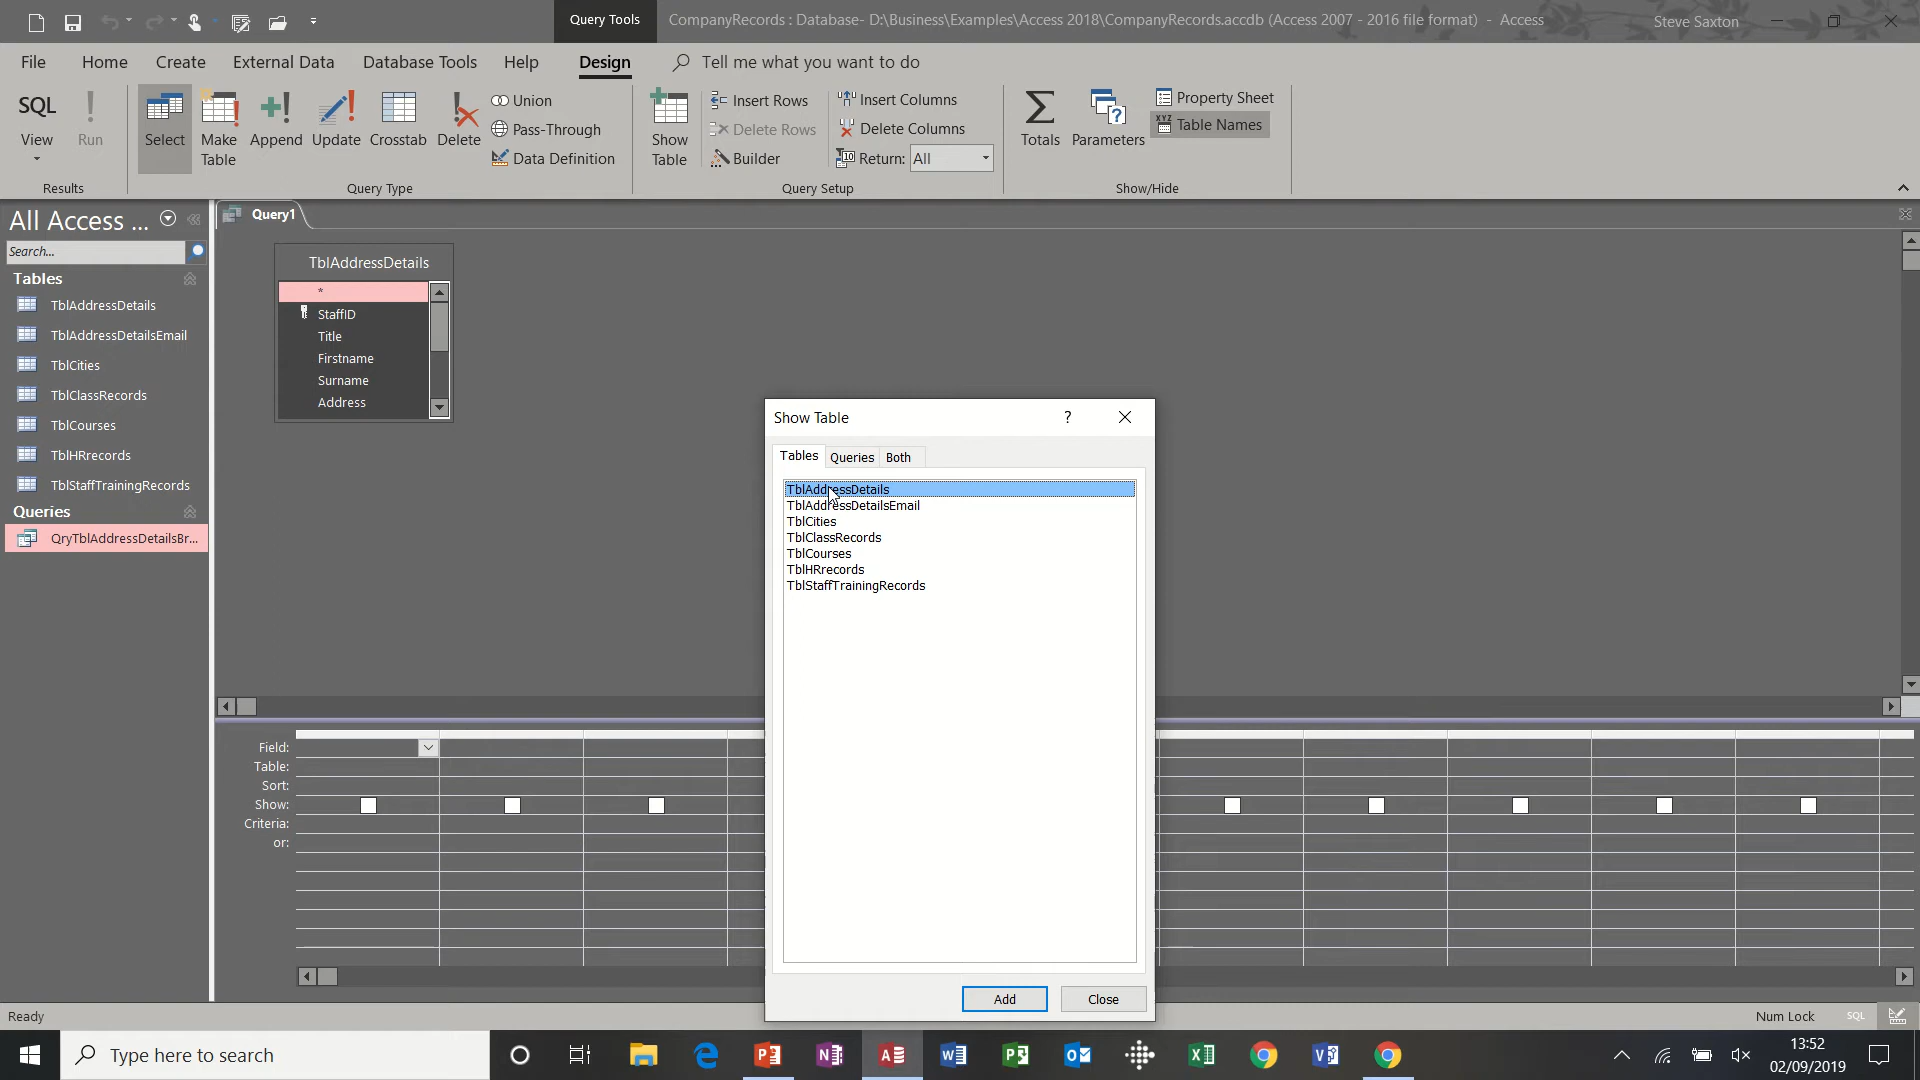 Query Tools
CompanyRecords : Database- D:\Business\Examples\Access 2018\CompanyRecords.accdb (Access 2007 - 2016 file format) - Access
Steve Saxton
File Home Create External Data Database Tools Help Design Tell me what you want to do
SQL
View
Run
Results
Select
Make Table
Append
Update
Crosstab
Delete
Union
Pass-Through
Data Definition
Query Type
Show Table
Insert Rows
Delete Rows
Builder
Insert Columns
Delete Columns
Return: All
Query Setup
Totals
Parameters
Property Sheet
Table Names
Show/Hide
All Access ...
Search...
Tables
TblAddressDetails
TblAddressDetailsEmail
TblCities
TblClassRecords
TblCourses
TblHRrecords
TblStaffTrainingRecords
Queries
QryTblAddressDetailsBr...
Query1
TblAddressDetails
*
StaffID
Title
Firstname
Surname
Address
Show Table
?
Tables Queries Both
TblAddressDetails
TblAddressDetailsEmail
TblCities
TblClassRecords
TblCourses
TblHRrecords
TblStaffTrainingRecords
Add Close
Field:
Table:
Sort:
Show:
Criteria:
or:
Ready
Num Lock
SQL
Type here to search
13:52
02/09/2019